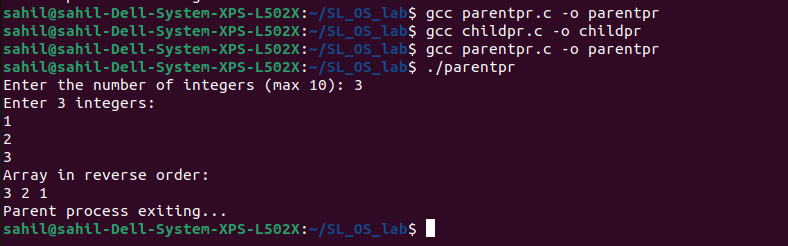 sahil@sahil-Dell-System-XPS-L502X:~/SL_OS_lab$ gcc parentpr.c -o parentpr
sahil@sahil-Dell-System-XPS-L502X:~/SL_OS_lab$ gcc childpr.c -o childpr
sahil@sahil-Dell-System-XPS-L502X:~/SL_OS_lab$ gcc parentpr.c -o parentpr
sahil@sahil-Dell-System-XPS-L502X:~/SL_OS_lab$ ./parentpr
Enter the number of integers (max 10): 3
Enter 3 integers:
1
2
3
Array in reverse order:
3 2 1
Parent process exiting...
sahil@sahil-Dell-System-XPS-L502X:~/SL_OS_lab$